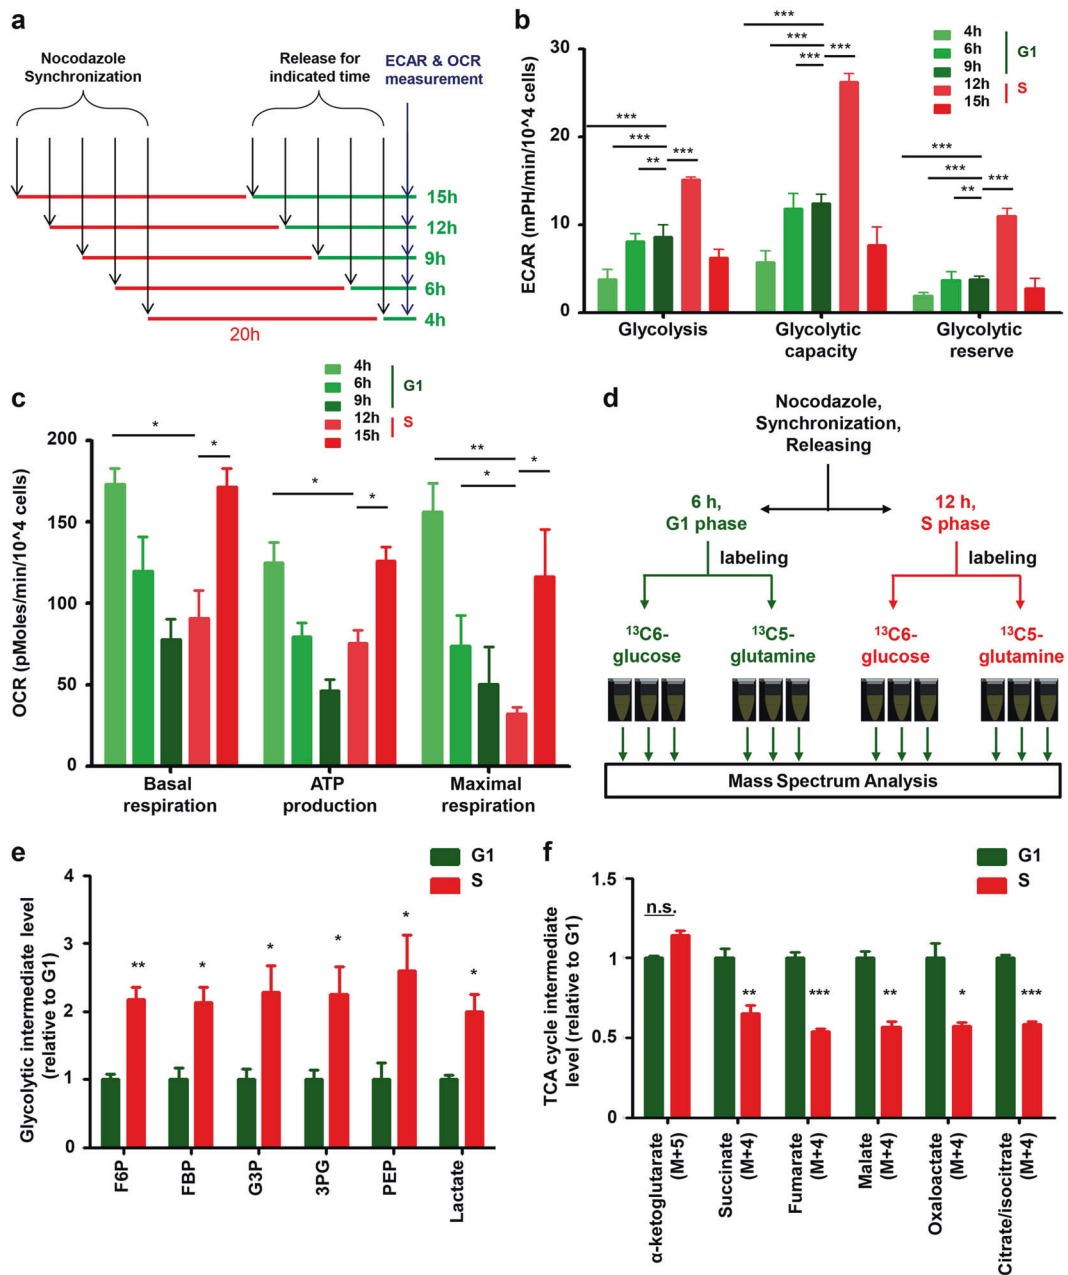 a
Nocodazole
Synchronization
Release for
indicated time
ECAR & OCR
measurement
15h
12h
9h
6h
4h
20h
b
ECAR (mPH/min/10^4 cells)
30
20
10
0
***
***
***
***
***
***
**
***
***
***
**
***
4h
6h
9h
12h
15h
G1
S
Glycolysis
Glycolytic
capacity
Glycolytic
reserve
c
4h
6h
9h
12h
15h
G1
S
OCR (pMoles/min/10^4 cells)
200
150
100
50
0
*
*
*
*
**
*
*
Basal
respiration
ATP
production
Maximal
respiration
d
Nocodazole,
Synchronization,
Releasing
6 h,
G1 phase
12 h,
S phase
labeling
labeling
¹³C6-
glucose
¹³C5-
glutamine
¹³C6-
glucose
¹³C5-
glutamine
Mass Spectrum Analysis
e
G1
S
Glycolytic intermediate level
(relative to G1)
4
3
2
1
0
**
*
*
*
*
*
F6P
FBP
G3P
3PG
PEP
Lactate
f
G1
S
TCA cycle intermediate
level (relative to G1)
1.5
1.0
0.5
0
n.s.
**
***
**
*
***
α-ketoglutarate
(M+5)
Succinate
(M+4)
Fumarate
(M+4)
Malate
(M+4)
Oxaloactate
(M+4)
Citrate/isocitrate
(M+4)